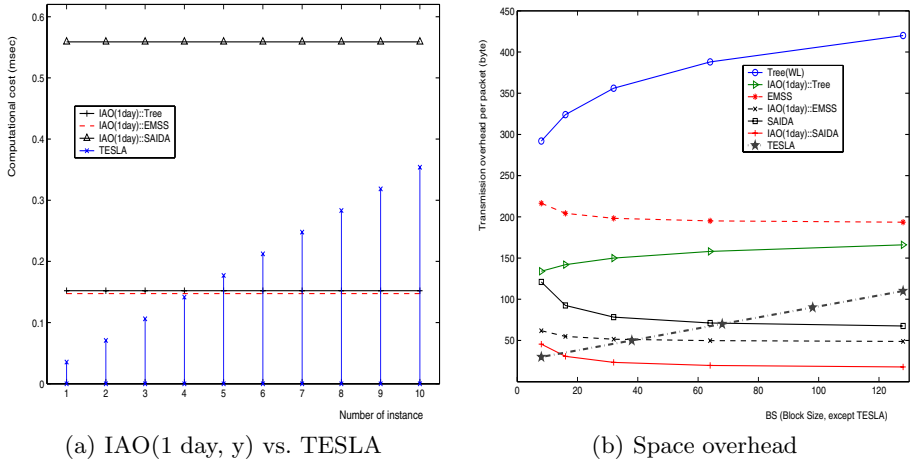 0.6
0.5
0.4
0.3
0.2
0.1
0
Computational cost (msec)
IAO(1day)::Tree
IAO(1day)::EMSS
IAO(1day)::SAIDA
TESLA
1 2 3 4 5 6 7 8 9 10
Number of instance
(a) IAO(1 day, y) vs. TESLA
450
400
350
300
250
200
150
100
50
Transmission overhead per packet (byte)
Tree(WL)
IAO(1day)::Tree
EMSS
IAO(1day)::EMSS
SAIDA
IAO(1day)::SAIDA
TESLA
0 20 40 60 80 100 120
BS (Block Size, except TESLA)
(b) Space overhead